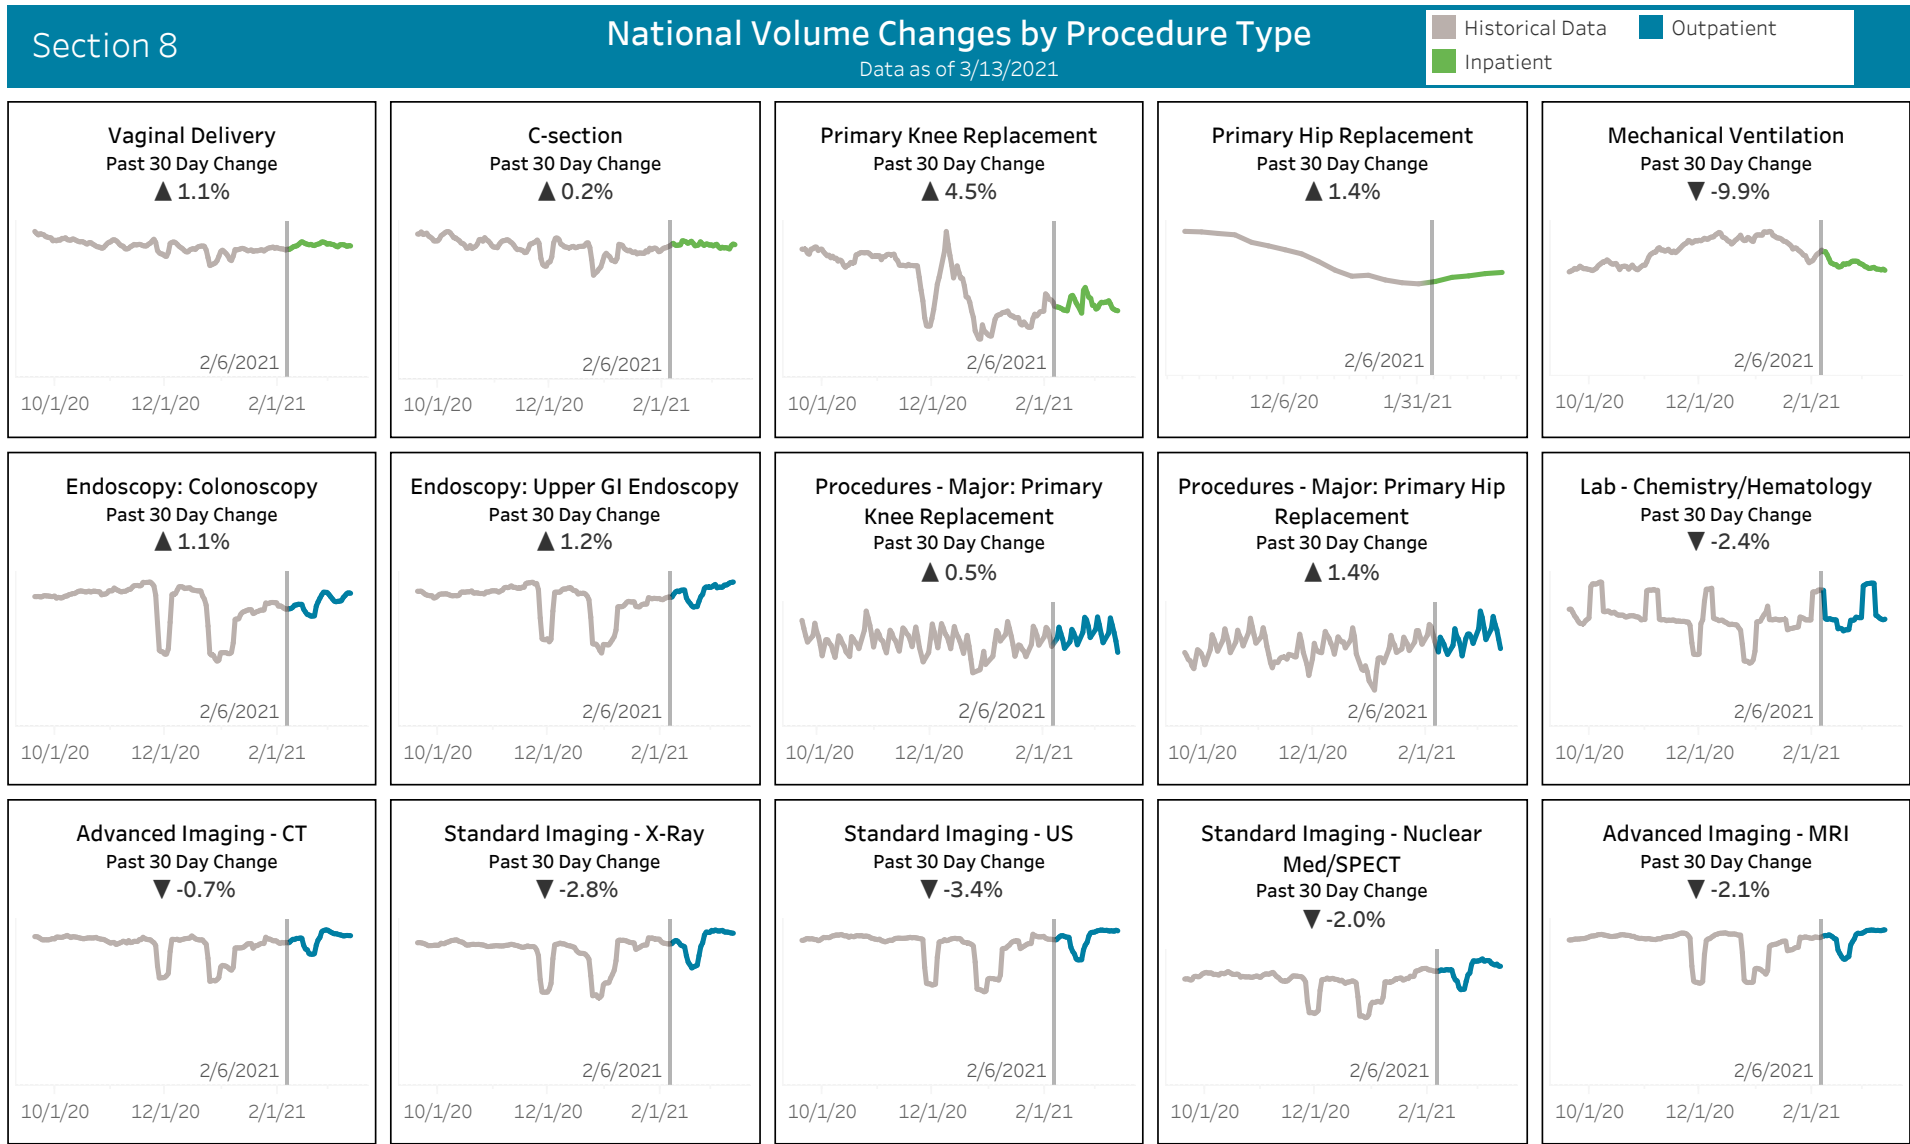 Section 8
National Volume Changes by Procedure Type
Data as of 3/13/2021
Historical Data
Outpatient
Inpatient
Vaginal Delivery
Past 30 Day Change
▲ 1.1%
2/6/2021
10/1/20 12/1/20 2/1/21
C-section
Past 30 Day Change
▲ 0.2%
2/6/2021
10/1/20 12/1/20 2/1/21
Primary Knee Replacement
Past 30 Day Change
▲ 4.5%
2/6/2021
10/1/20 12/1/20 2/1/21
Primary Hip Replacement
Past 30 Day Change
▲ 1.4%
2/6/2021
12/6/20 1/31/21
Mechanical Ventilation
Past 30 Day Change
▼ -9.9%
2/6/2021
10/1/20 12/1/20 2/1/21
Endoscopy: Colonoscopy
Past 30 Day Change
▲ 1.1%
2/6/2021
10/1/20 12/1/20 2/1/21
Endoscopy: Upper GI Endoscopy
Past 30 Day Change
▲ 1.2%
2/6/2021
10/1/20 12/1/20 2/1/21
Procedures - Major: Primary
Knee Replacement
Past 30 Day Change
▲ 0.5%
2/6/2021
10/1/20 12/1/20 2/1/21
Procedures - Major: Primary Hip
Replacement
Past 30 Day Change
▲ 1.4%
2/6/2021
10/1/20 12/1/20 2/1/21
Lab - Chemistry/Hematology
Past 30 Day Change
▼ -2.4%
2/6/2021
10/1/20 12/1/20 2/1/21
Advanced Imaging - CT
Past 30 Day Change
▼ -0.7%
2/6/2021
10/1/20 12/1/20 2/1/21
Standard Imaging - X-Ray
Past 30 Day Change
▼ -2.8%
2/6/2021
10/1/20 12/1/20 2/1/21
Standard Imaging - US
Past 30 Day Change
▼ -3.4%
2/6/2021
10/1/20 12/1/20 2/1/21
Standard Imaging - Nuclear
Med/SPECT
Past 30 Day Change
▼ -2.0%
2/6/2021
10/1/20 12/1/20 2/1/21
Advanced Imaging - MRI
Past 30 Day Change
▼ -2.1%
2/6/2021
10/1/20 12/1/20 2/1/21